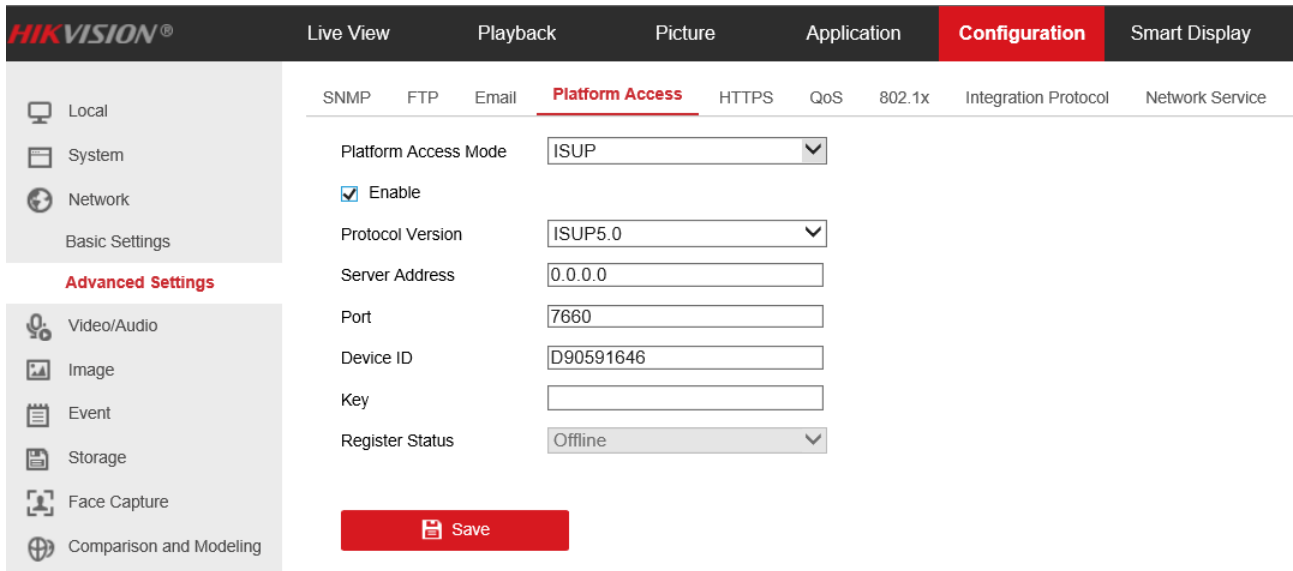 HIKVISION®
Live View Playback Picture Application Configuration Smart Display
SNMP FTP Email Platform Access HTTPS QoS 802.1x Integration Protocol Network Service
Local
System
Network
Basic Settings
Advanced Settings
Video/Audio
Image
Event
Storage
Face Capture
Comparison and Modeling
Platform Access Mode ISUP
Enable
Protocol Version ISUP5.0
Server Address 0.0.0.0
Port 7660
Device ID D90591646
Key
Register Status Offline
Save